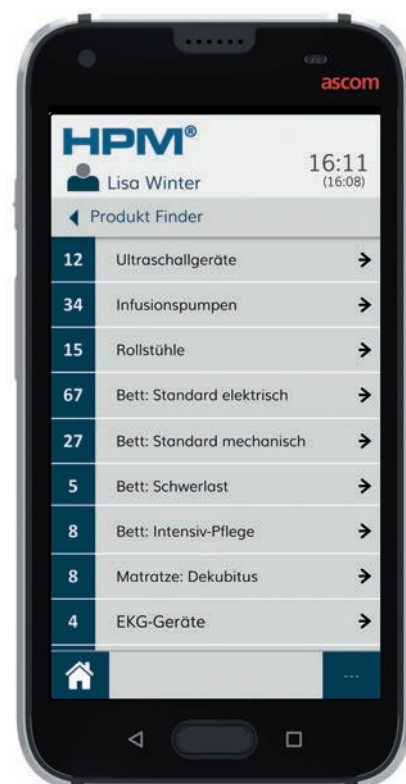 ascom
HPM®
Lisa Winter
16:11
(16:08)
Produkt Finder
12 Ultraschallgeräte
34 Infusionspumpen
15 Rollstühle
67 Bett: Standard elektrisch
27 Bett: Standard mechanisch
5 Bett: Schwerlast
8 Bett: Intensiv-Pflege
8 Matratze: Dekubitus
4 EKG-Geräte
...